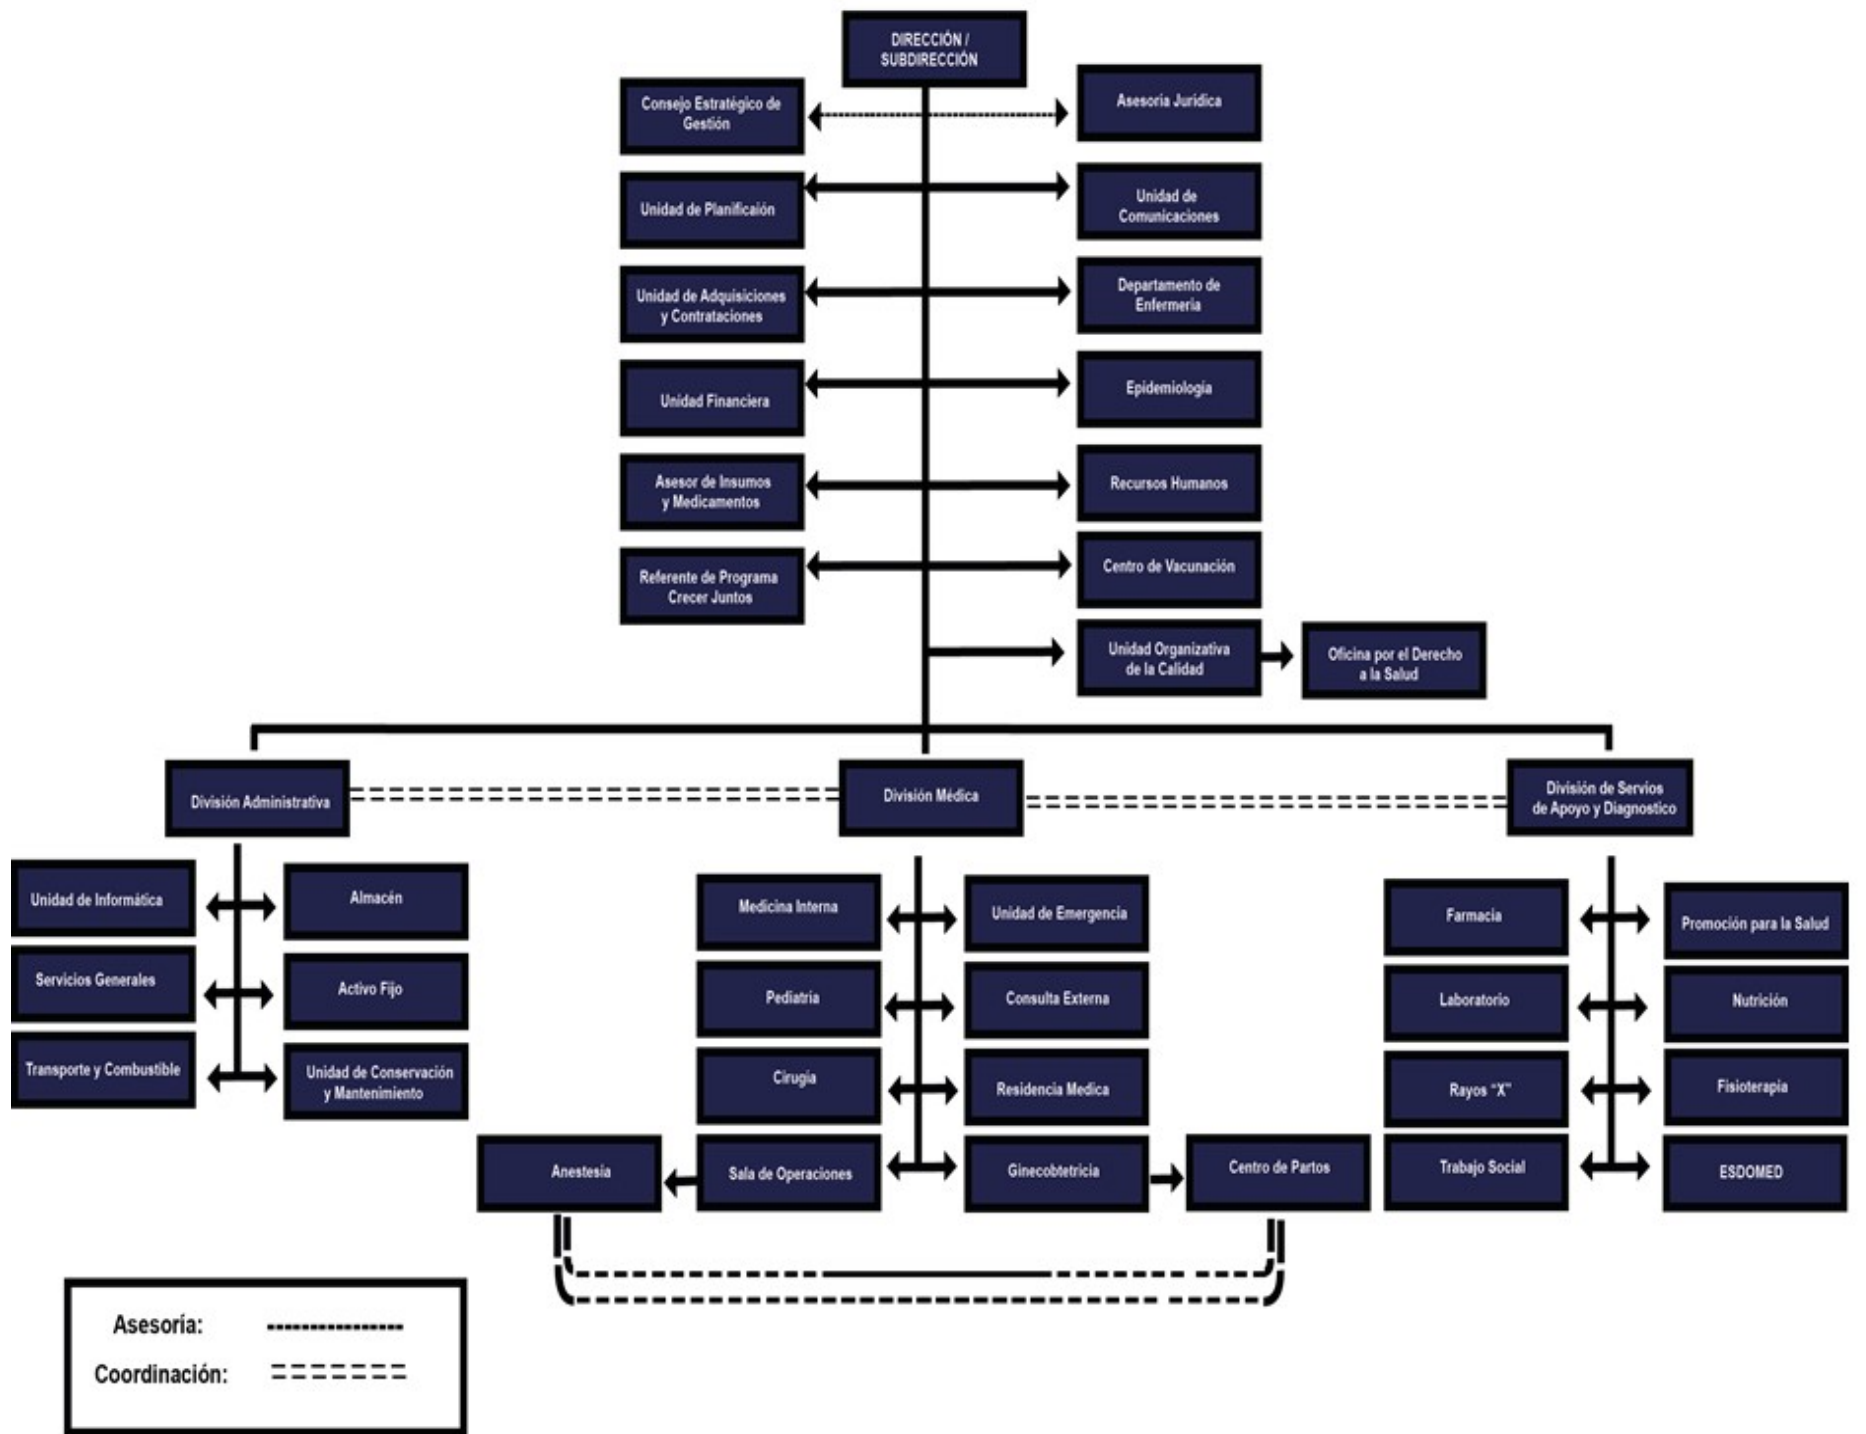 DIRECCIÓN /
SUBDIRECCIÓN
Consejo Estratégico de
Gestión
Asesoria Jurídica
Unidad de Planificaión
Unidad de
Comunicaciones
Unidad de Adquisiciones
y Contrataciones
Departamento de
Enfermeria
Unidad Financiera
Epidemiología
Asesor de Insumos
y Medicamentos
Recursos Humanos
Referente de Programa
Crecer Juntos
Centro de Vacunación
Unidad Organizativa
de la Calidad
Oficina por el Derecho
a la Salud
División Administrativa
División Médica
División de Servios
de Apoyo y Diagnostico
Unidad de Informática
Almacén
Servicios Generales
Activo Fijo
Transporte y Combustible
Unidad de Conservación
y Mantenimiento
Medicina Interna
Unidad de Emergencia
Pediatria
Consulta Externa
Cirugía
Residencia Medica
Anestesia
Sala de Operaciones
Ginecobtetricia
Centro de Partos
Farmacia
Promoción para la Salud
Laboratorio
Nutrición
Rayos “X”
Fisioterapia
Trabajo Social
ESDOMED
Asesoría:
Coordinación: